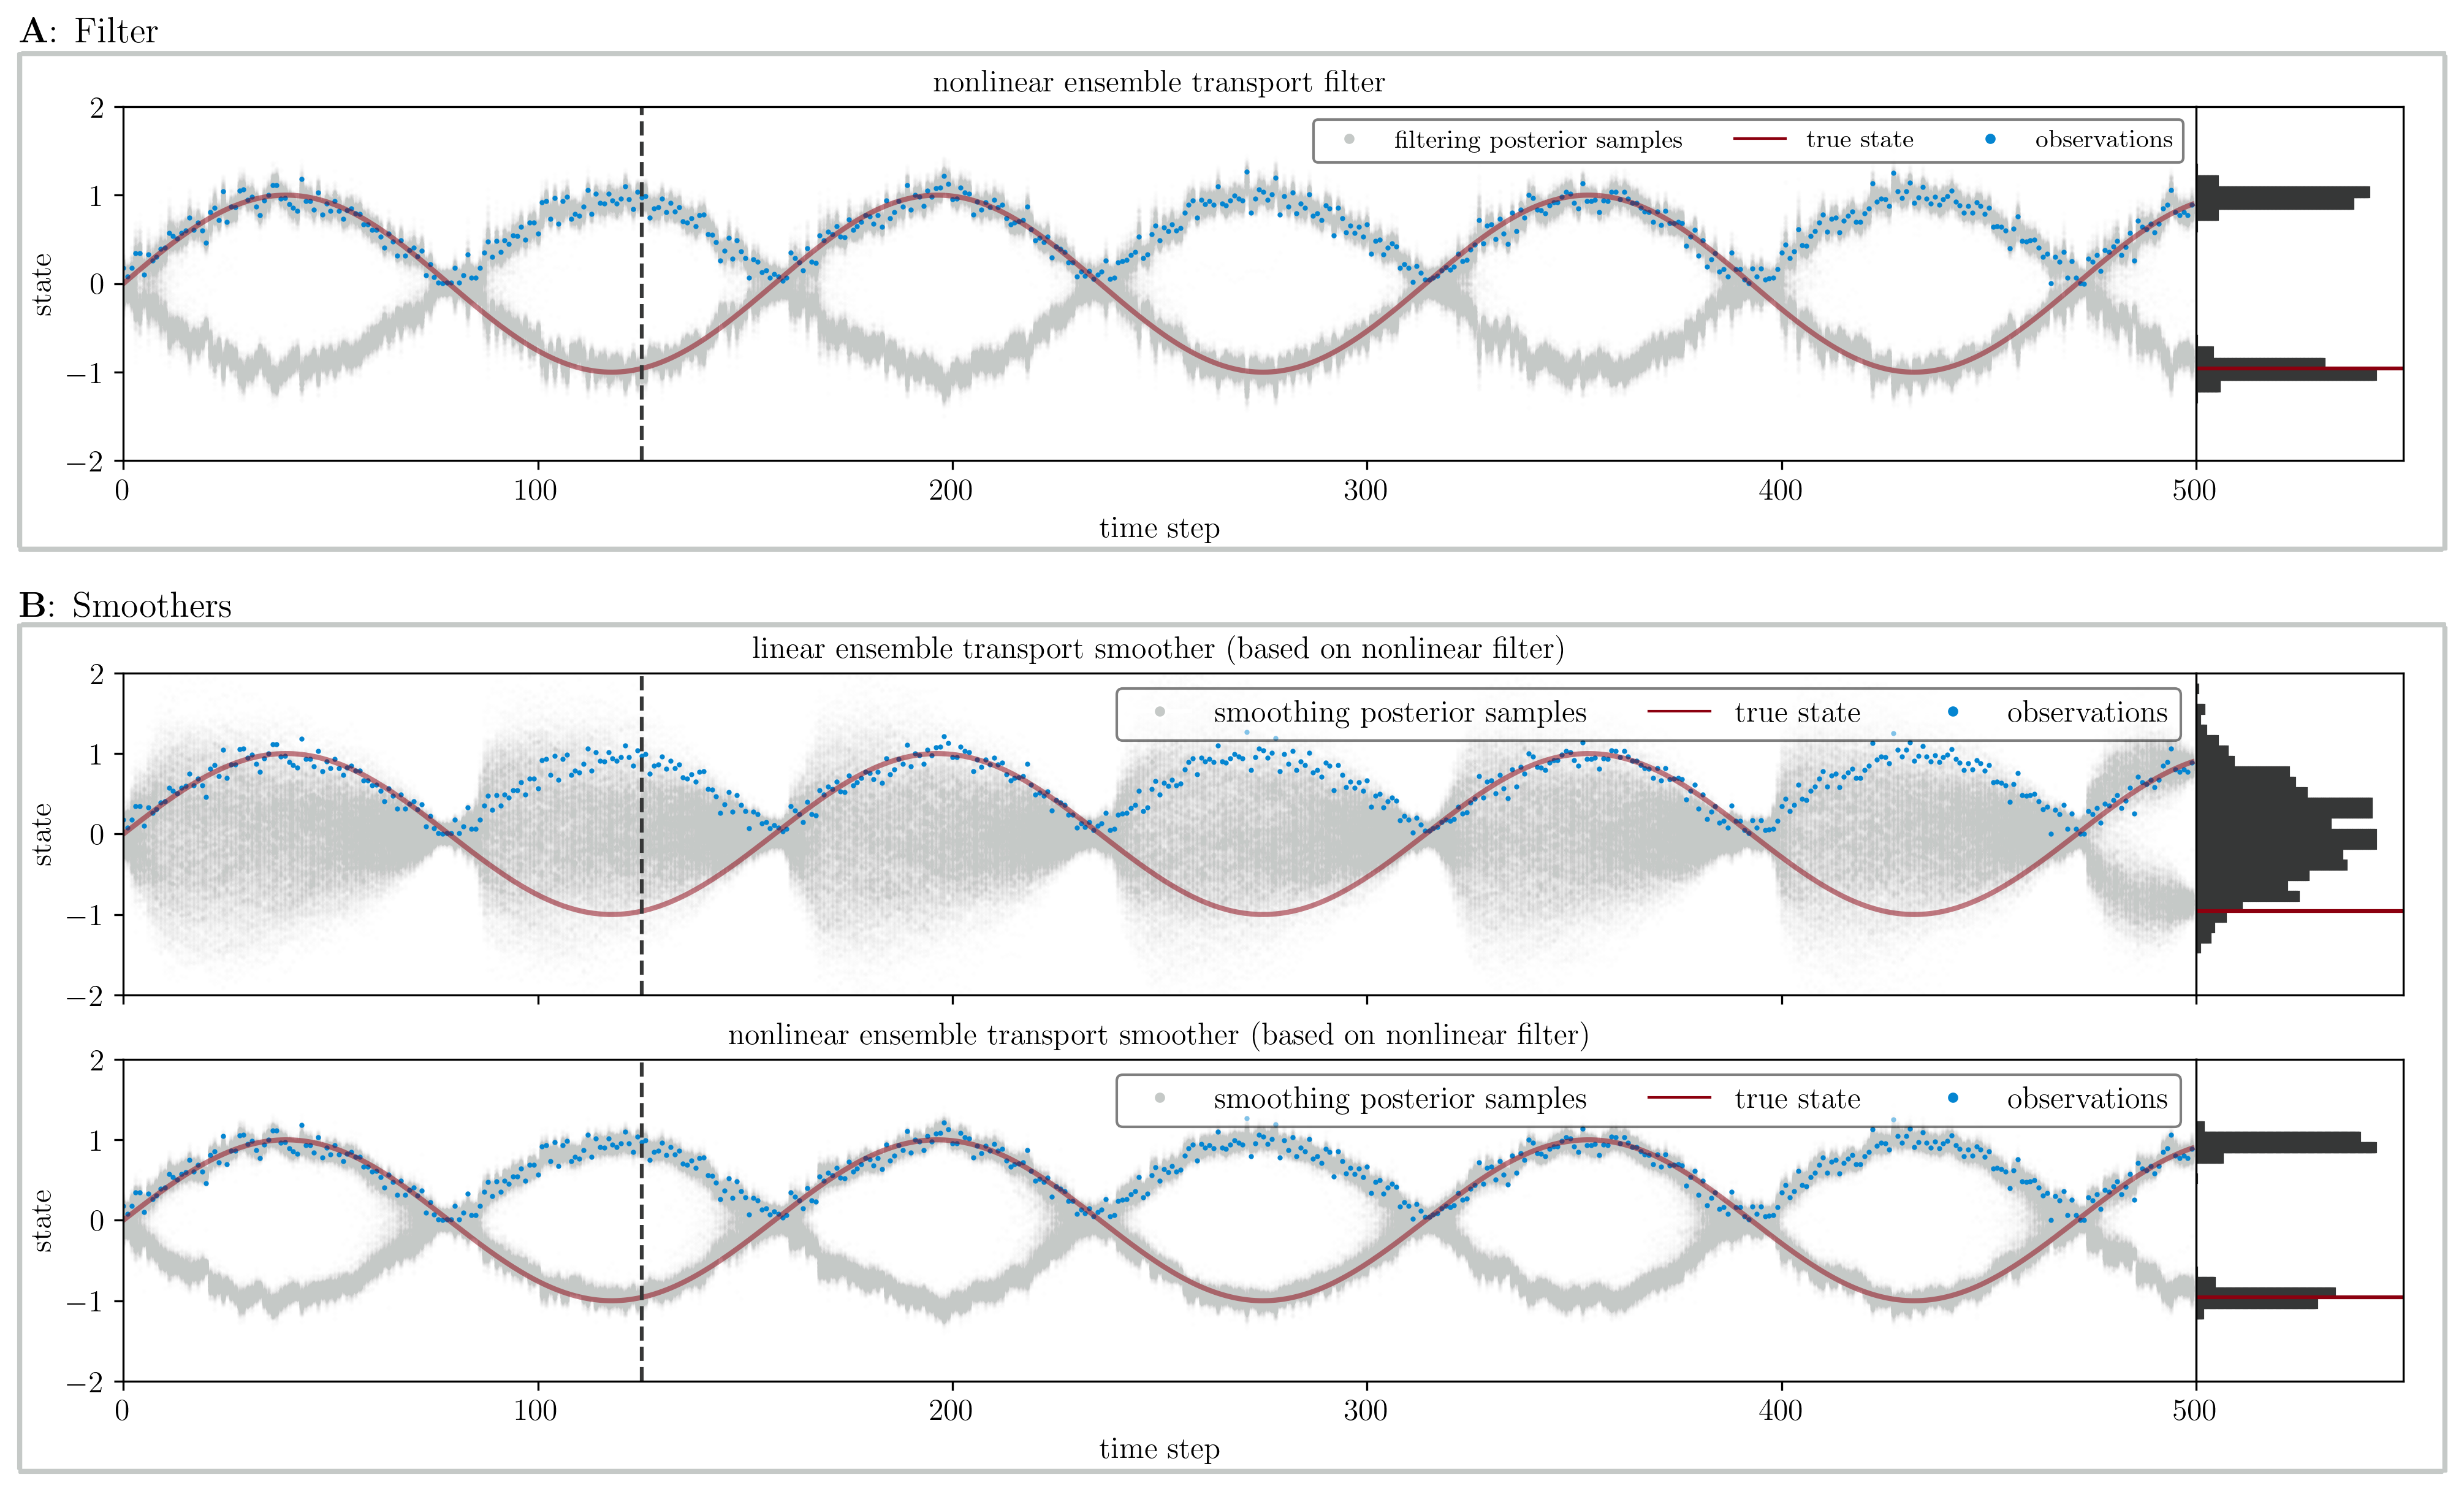 A: Filter
nonlinear ensemble transport filter
filtering posterior samples true state observations
2
1
0
−1
−2
state
0 100 200 300 400 500
time step
B: Smoothers
linear ensemble transport smoother (based on nonlinear filter)
smoothing posterior samples true state observations
2
1
0
−1
−2
state
nonlinear ensemble transport smoother (based on nonlinear filter)
smoothing posterior samples true state observations
2
1
0
−1
−2
state
0 100 200 300 400 500
time step